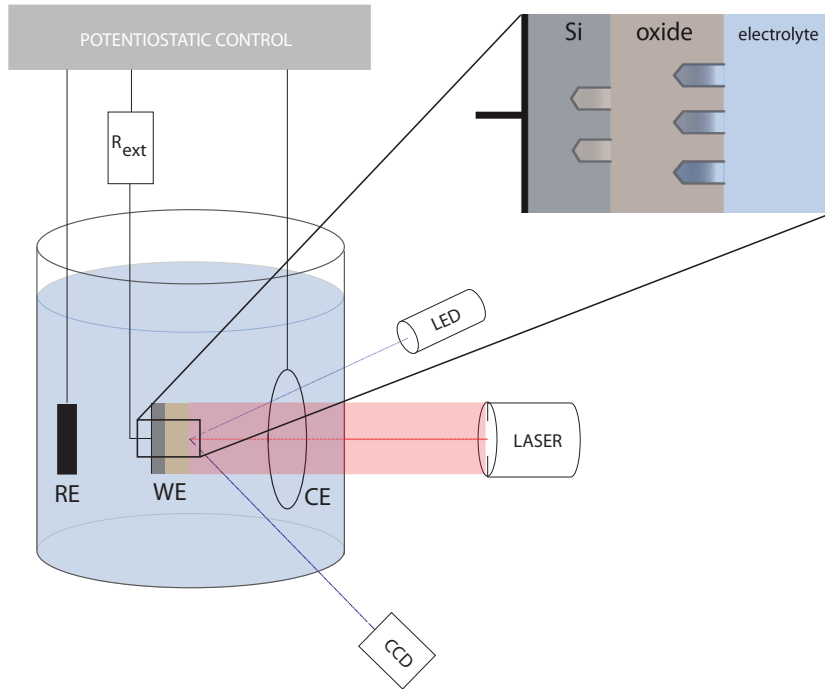 POTENTIOSTATIC CONTROL
Si
oxide
electrolyte
Rext
LED
LASER
RE
WE
CE
CCD